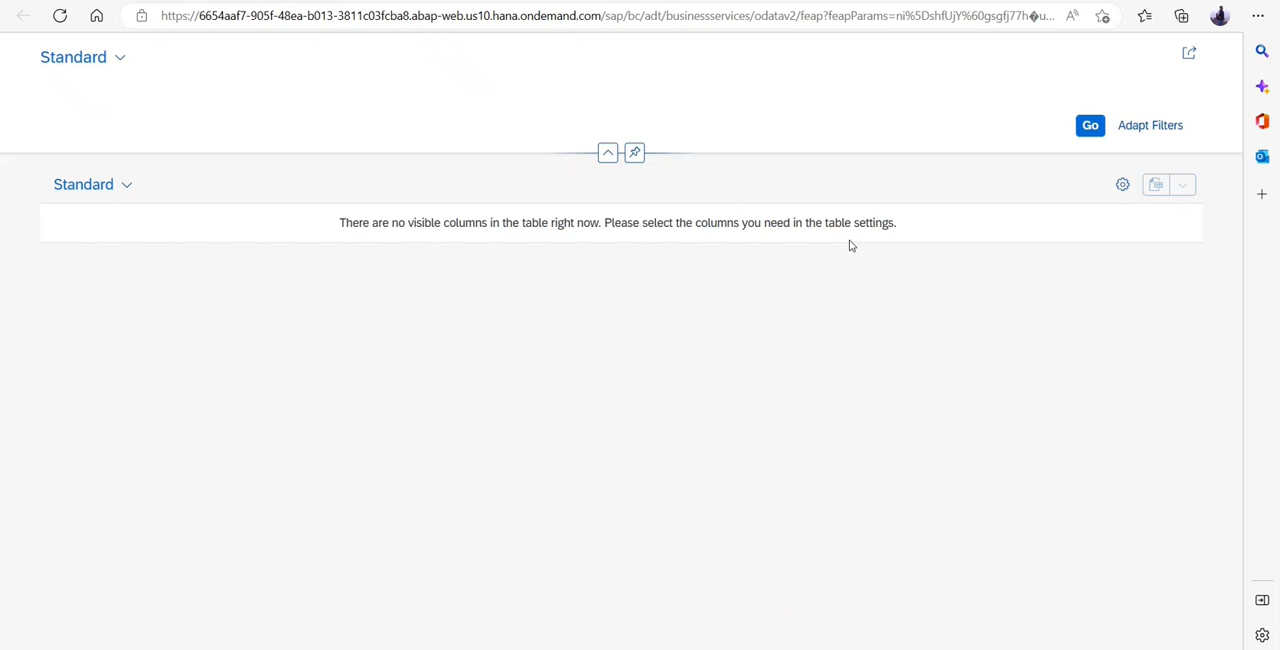 https://6654aaf7-905f-48ea-b013-3811c03fcba8.abap-web.us10.hana.ondemand.com/sap/bc/adt/businessservices/odatav2/feap?feapParams=ni%5DshfUjY%60gsgfj77h�u...
Standard
Go
Adapt Filters
Standard
There are no visible columns in the table right now. Please select the columns you need in the table settings.